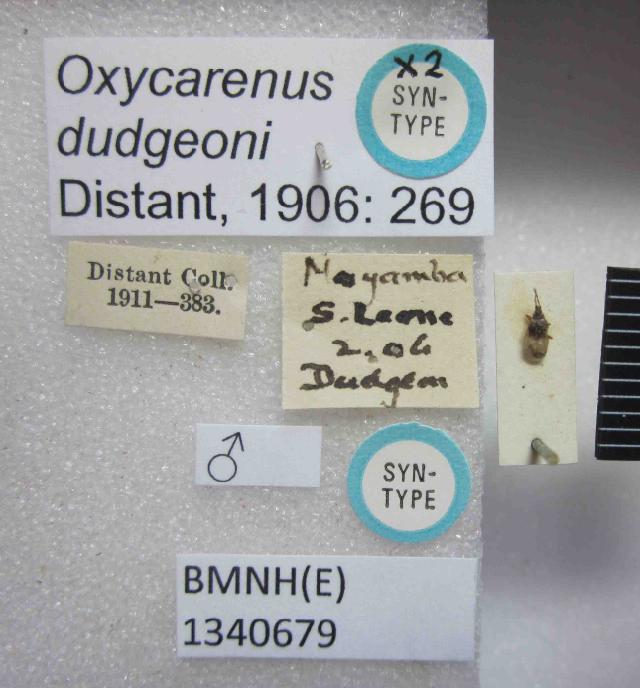 Oxycarenus
dudgeoni
Distant, 1906: 269
x2
SYN-
TYPE
Distant Coll.
1911—383.
Moyamba
S. Leone
2.06
Dudgeon
♂
SYN-
TYPE
BMNH(E)
1340679